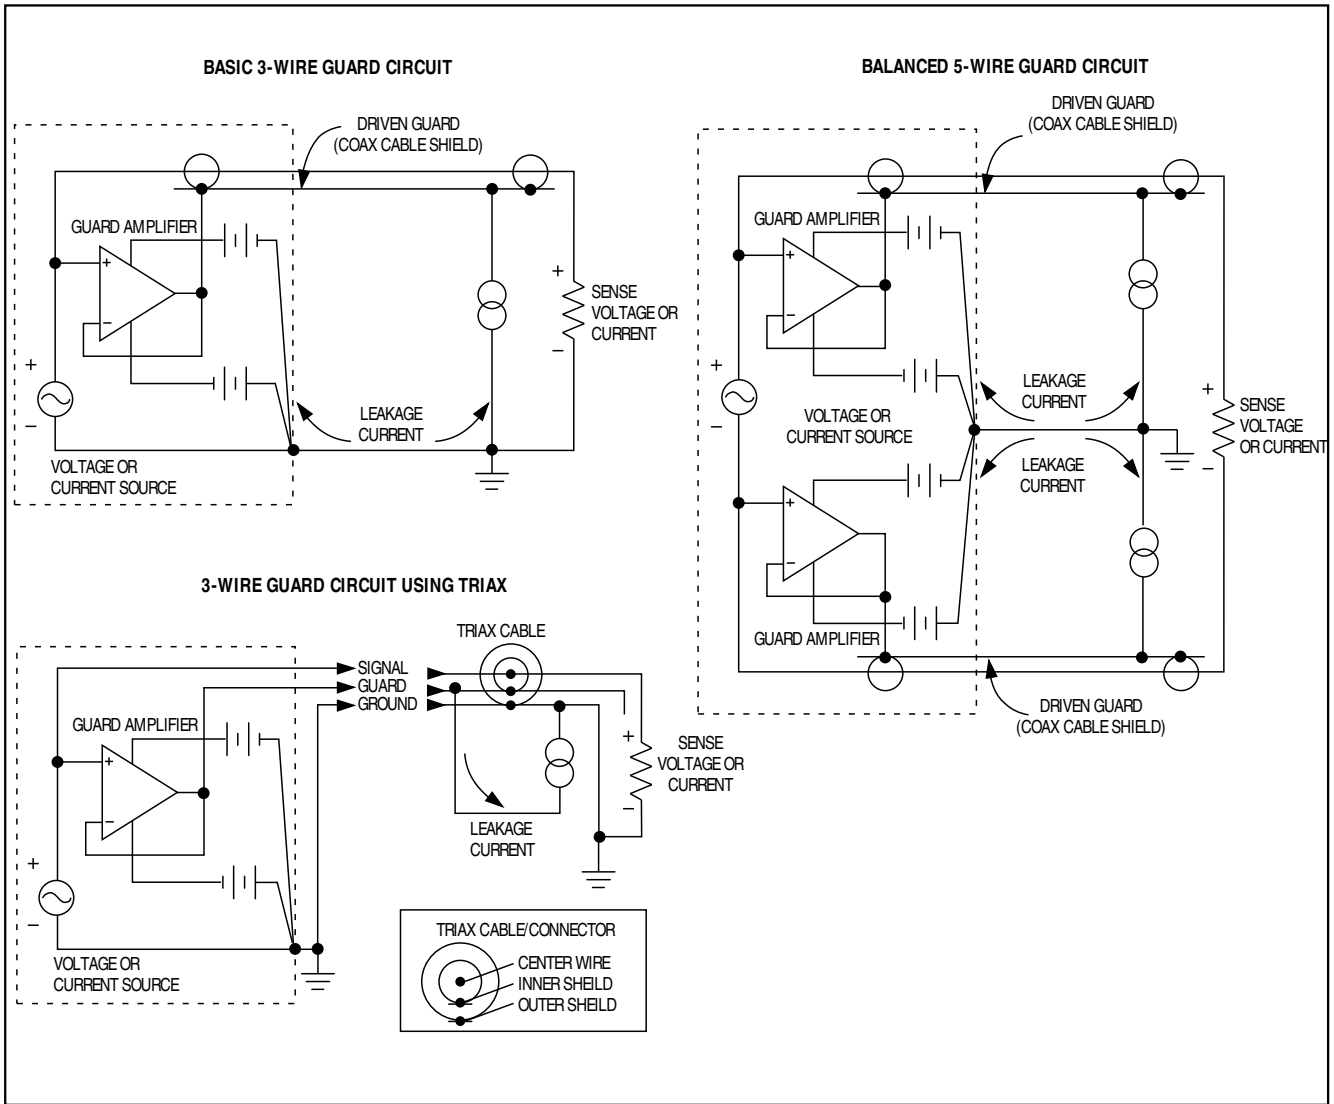 BASIC 3-WIRE GUARD CIRCUIT
DRIVEN GUARD
(COAX CABLE SHIELD)
GUARD AMPLIFIER
+
−
+
−
+
−
SENSE
VOLTAGE OR
CURRENT
LEAKAGE
CURRENT
VOLTAGE OR
CURRENT SOURCE
BALANCED 5-WIRE GUARD CIRCUIT
DRIVEN GUARD
(COAX CABLE SHIELD)
GUARD AMPLIFIER
+
−
+
−
LEAKAGE
CURRENT
VOLTAGE OR
CURRENT SOURCE
+
−
SENSE
VOLTAGE
OR CURRENT
LEAKAGE
CURRENT
+
−
GUARD AMPLIFIER
DRIVEN GUARD
(COAX CABLE SHIELD)
3-WIRE GUARD CIRCUIT USING TRIAX
TRIAX CABLE
SIGNAL
GUARD
GROUND
GUARD AMPLIFIER
+
−
+
−
+
−
SENSE
VOLTAGE OR
CURRENT
LEAKAGE
CURRENT
VOLTAGE OR
CURRENT SOURCE
TRIAX CABLE/CONNECTOR
CENTER WIRE
INNER SHEILD
OUTER SHEILD